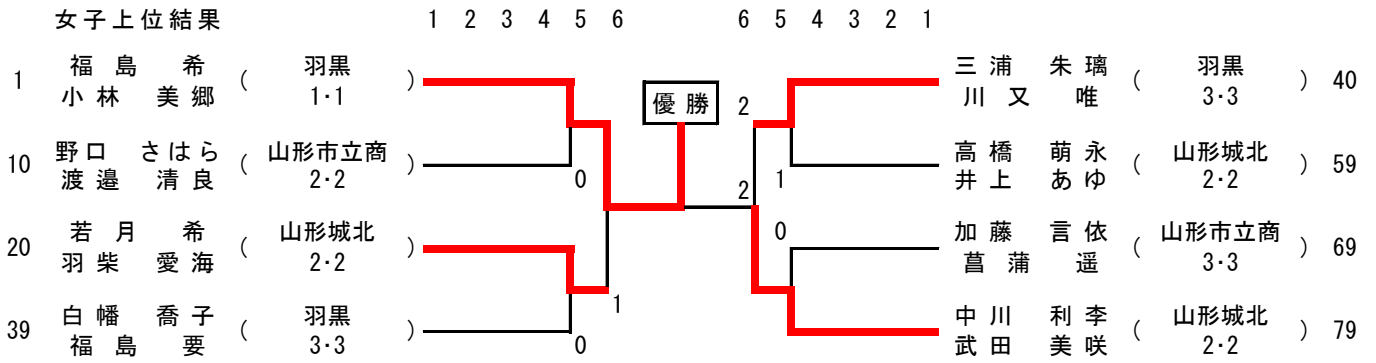 女子上位結果 1 2 3 4 5 6 6 5 4 3 2 1
1 福島 希 ( 羽黒 ) 三浦 朱璃 ( 羽黒 ) 40
小林 美郷 1·1 川又 唯 3·3
優勝 2
10 野口 さはら ( 山形市立商 ) 高橋 萌永 ( 山形城北 ) 59
渡邉 清良 2·2 0 1 井上 あゆ 2·2
2
20 若月 希 ( 山形城北 ) 0 加藤 言依 ( 山形市立商 ) 69
羽柴 愛海 2·2 菖蒲 遥 3·3
1
39 白幡 喬子 ( 羽黒 ) 中川 利李 ( 山形城北 ) 79
福島 要 3·3 0 武田 美咲 2·2